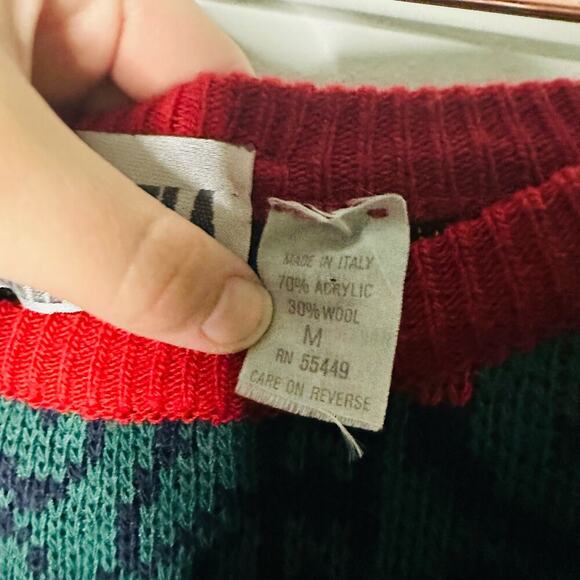 MADE IN ITALY
70% ACRYLIC
30% WOOL
M
RN 55449
CARE ON REVERSE